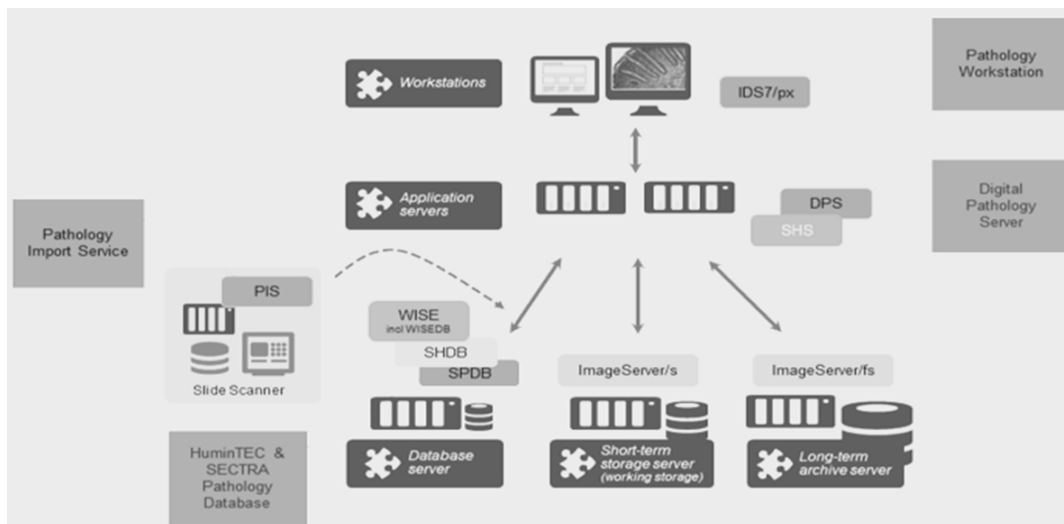 Workstations
IDS7/px
Pathology
Workstation
Application
servers
DPS
SHS
Digital
Pathology
Server
Pathology
Import Service
PIS
Slide Scanner
WISE
incl WISEDB
SHDB
SPDB
ImageServer/s
ImageServer/fs
HuminTEC &
SECTRA
Pathology
Database
Database
server
Short-term
storage server
(working storage)
Long-term
archive server